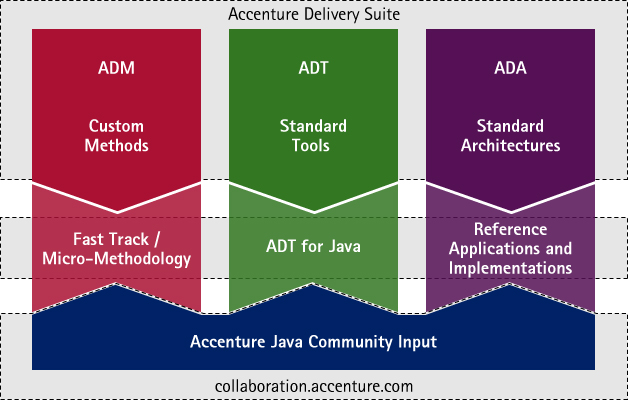 Accenture Delivery Suite
ADM
ADT
ADA
Custom
Methods
Standard
Tools
Standard
Architectures
Fast Track /
Micro-Methodology
ADT for Java
Reference
Applications and
Implementations
Accenture Java Community Input
collaboration.accenture.com